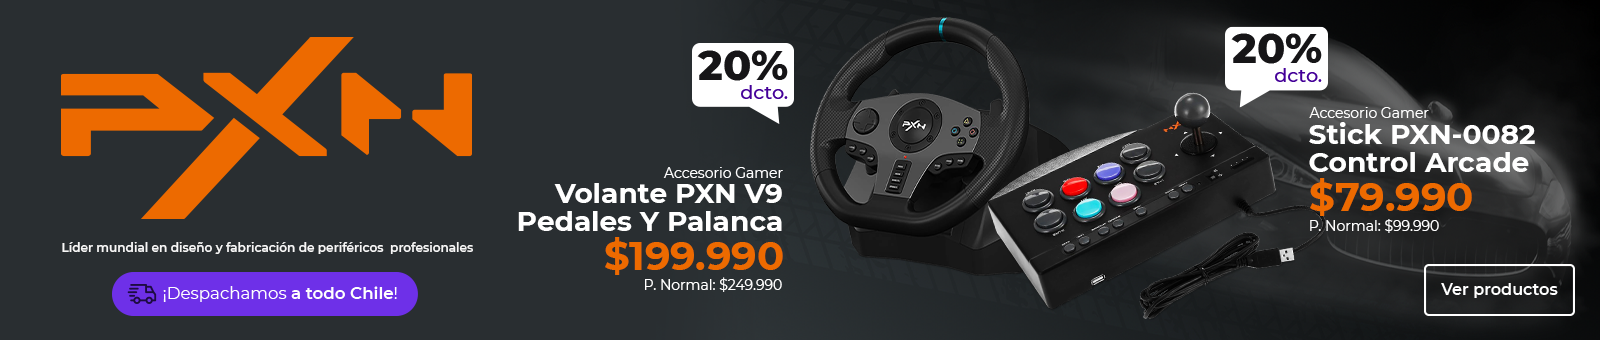 PXN
Líder mundial en diseño y fabricación de periféricos profesionales
¡Despachamos a todo Chile!
20%
dcto.
Accesorio Gamer
Volante PXN V9
Pedales Y Palanca
$199.990
P. Normal: $249.990
PXN
20%
dcto.
Accesorio Gamer
Stick PXN-0082
Control Arcade
$79.990
P. Normal: $99.990
Ver productos